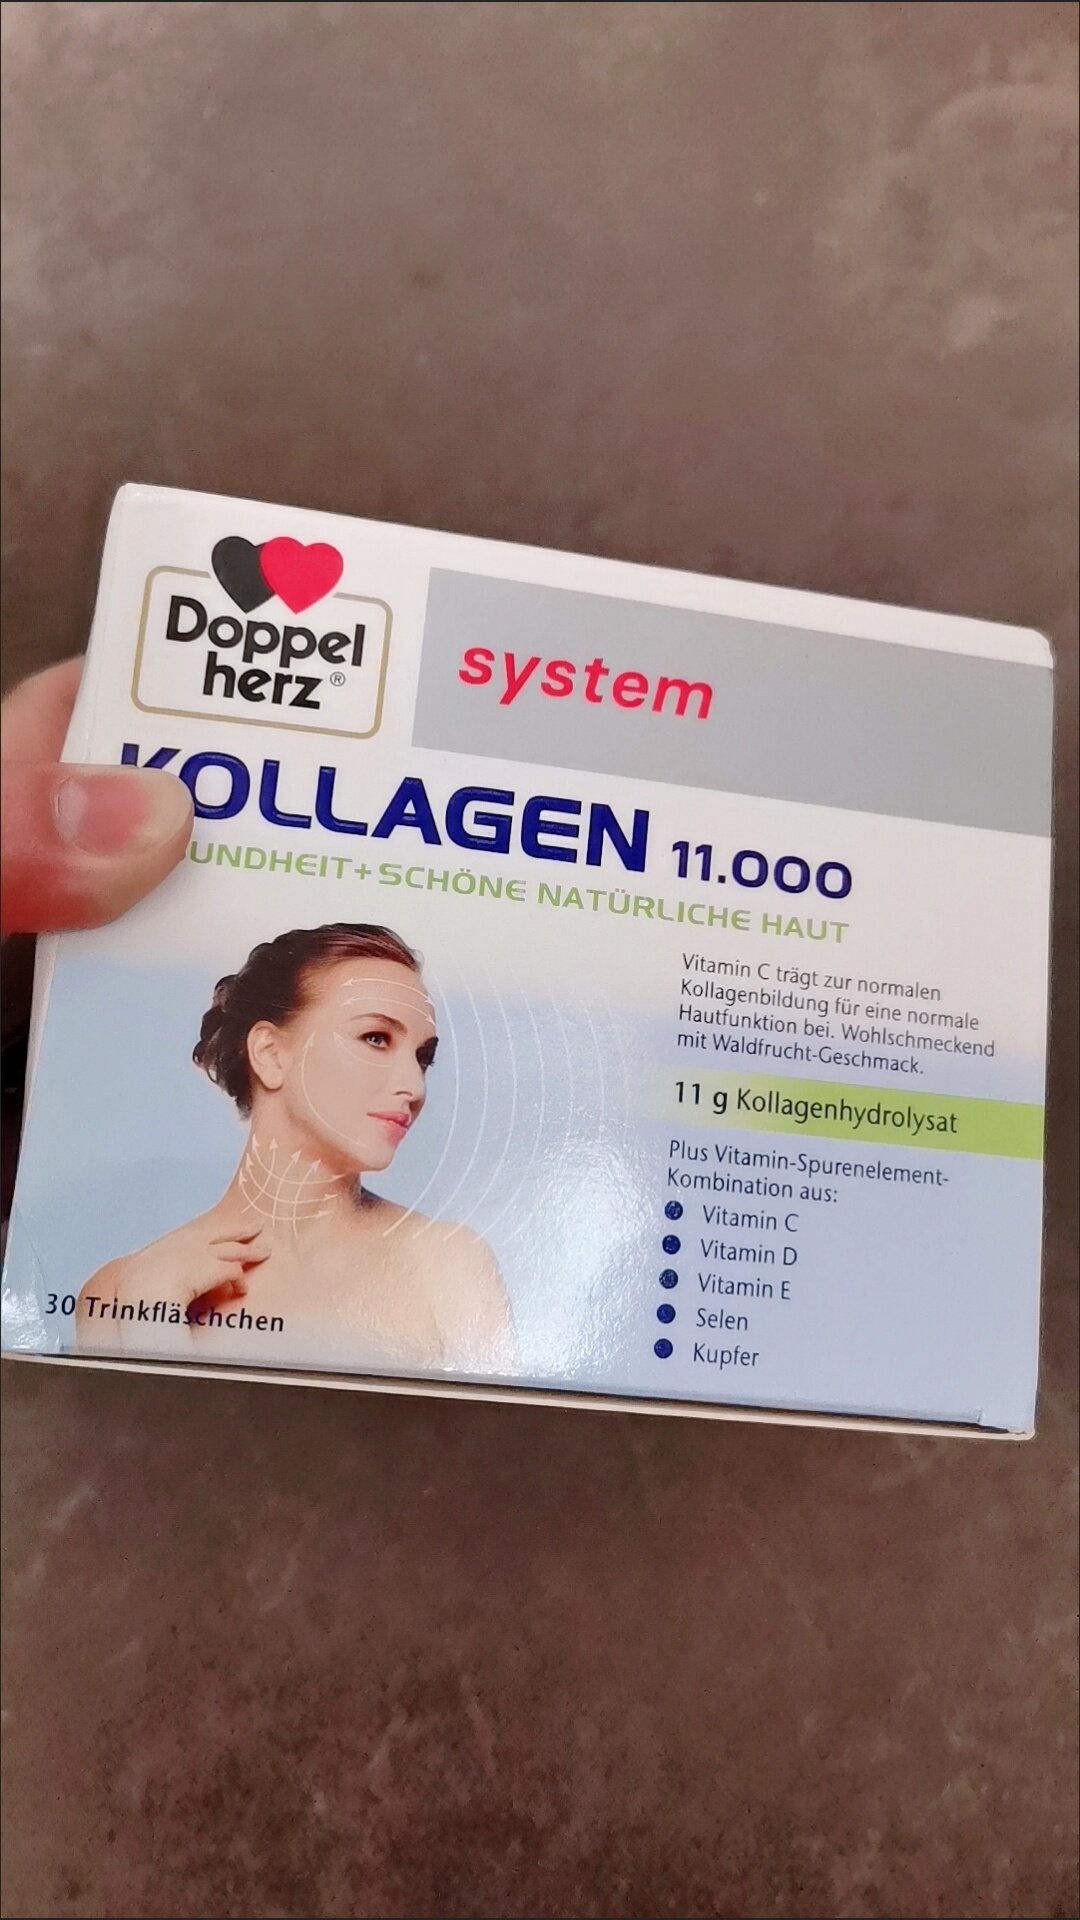 Doppel
herz®
system
KOLLAGEN 11.000
UNDHEIT + SCHÖNE NATÜRLICHE HAUT
Vitamin C trägt zur normalen
Kollagenbildung für eine normale
Hautfunktion bei. Wohlschmeckend
mit Waldfrucht-Geschmack.
11 g Kollagenhydrolysat
Plus Vitamin-Spurenelement-
Kombination aus:
Vitamin C
Vitamin D
Vitamin E
Selen
Kupfer
30 Trinkfläschchen